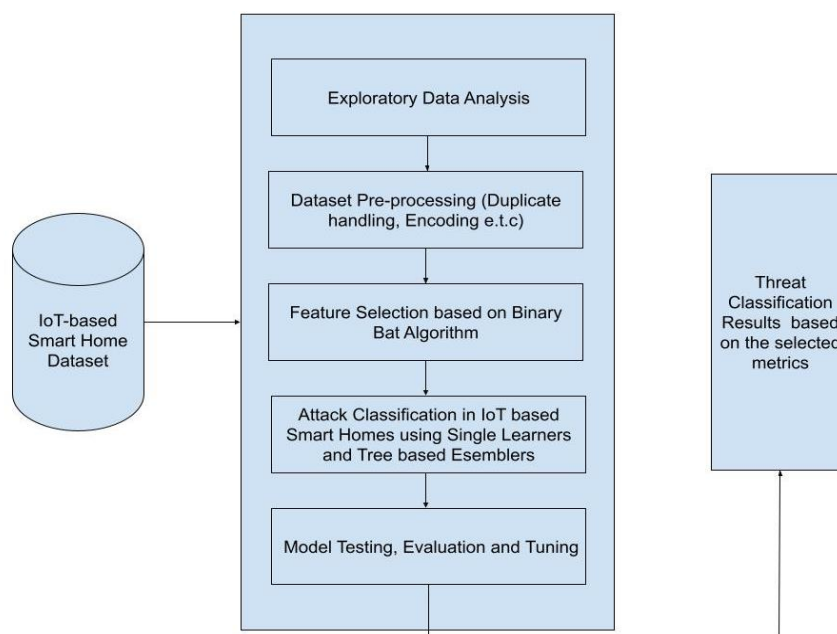 Exploratory Data Analysis
Dataset Pre-processing (Duplicate
handling, Encoding e.t.c)
IoT-based
Smart Home
Dataset
Feature Selection based on Binary
Bat Algorithm
Attack Classification in IoT based
Smart Homes using Single Learners
and Tree based Esemblers
Model Testing, Evaluation and Tuning
Threat
Classification
Results based
on the selected
metrics